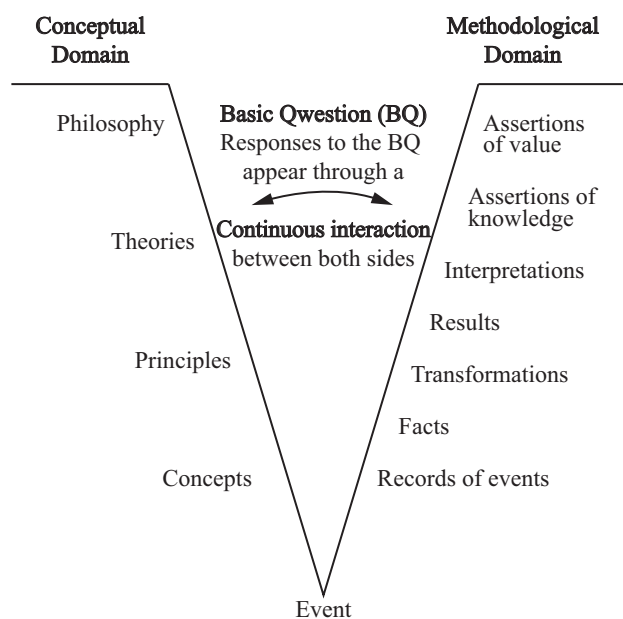 Conceptual
Domain
Methodological
Domain
Basic Qwestion (BQ)
Responses to the BQ
appear through a
Continuous interaction
between both sides
Philosophy
Theories
Principles
Concepts
Assertions
of value
Assertions of
knowledge
Interpretations
Results
Transformations
Facts
Records of events
Event